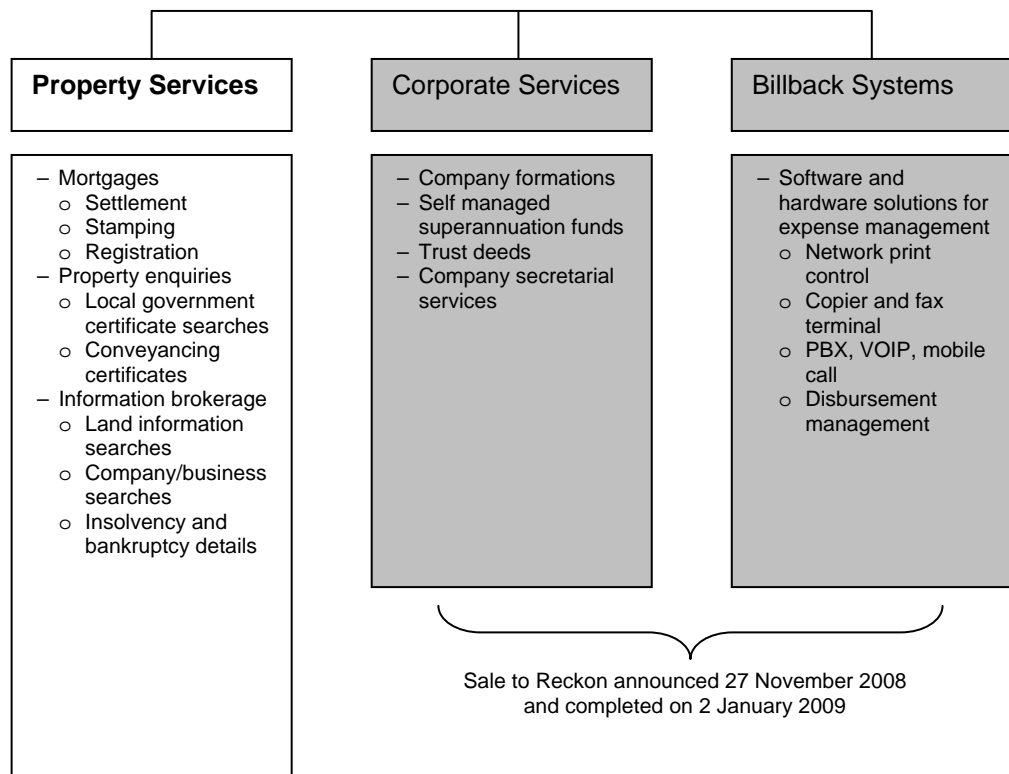 Property Services
– Mortgages
o Settlement
o Stamping
o Registration
– Property enquiries
o Local government
certificate searches
o Conveyancing
certificates
– Information brokerage
o Land information
searches
o Company/business
searches
o Insolvency and
bankruptcy details
Corporate Services
– Company formations
– Self managed
superannuation funds
– Trust deeds
– Company secretarial
services
Billback Systems
– Software and
hardware solutions for
expense management
o Network print
control
o Copier and fax
terminal
o PBX, VOIP, mobile
call
o Disbursement
management
Sale to Reckon announced 27 November 2008
and completed on 2 January 2009